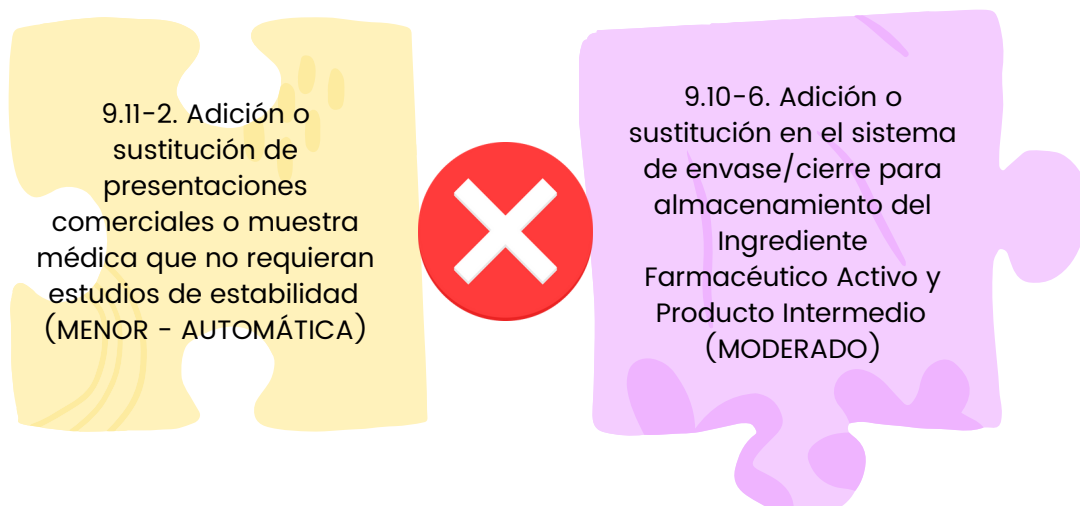 9.11-2. Adición o
sustitución de
presentaciones
comerciales o muestra
médica que no requieran
estudios de estabilidad
(MENOR - AUTOMÁTICA)
9.10-6. Adición o
sustitución en el sistema
de envase/cierre para
almacenamiento del
Ingrediente
Farmacéutico Activo y
Producto Intermedio
(MODERADO)